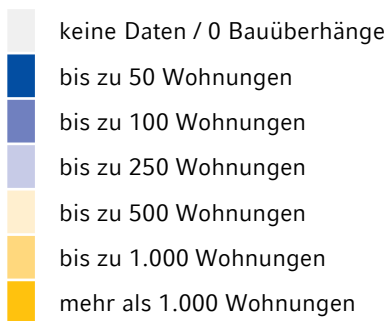 keine Daten / 0 Bauüberhänge
bis zu 50 Wohnungen
bis zu 100 Wohnungen
bis zu 250 Wohnungen
bis zu 500 Wohnungen
bis zu 1.000 Wohnungen
mehr als 1.000 Wohnungen